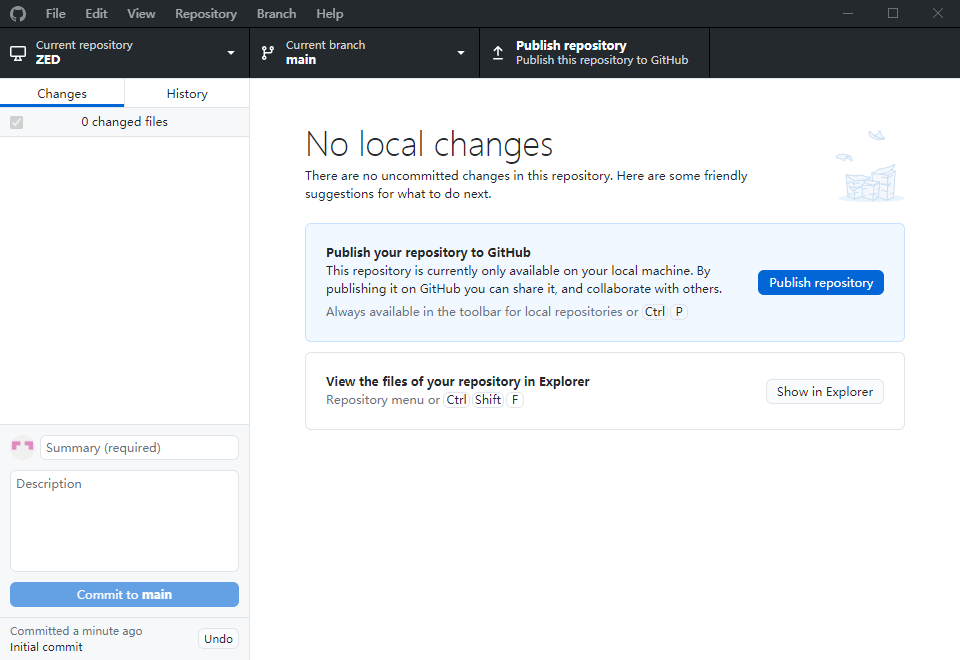 File Edit View Repository Branch Help
Current repository
ZED
Current branch
main
Publish repository
Publish this repository to GitHub
Changes History
0 changed files
No local changes
There are no uncommitted changes in this repository. Here are some friendly
suggestions for what to do next.
Publish your repository to GitHub
This repository is currently only available on your local machine. By
publishing it on GitHub you can share it, and collaborate with others.
Always available in the toolbar for local repositories or Ctrl P
Publish repository
View the files of your repository in Explorer
Repository menu or Ctrl Shift F
Show in Explorer
Summary (required)
Description
Commit to main
Committed a minute ago
Initial commit
Undo